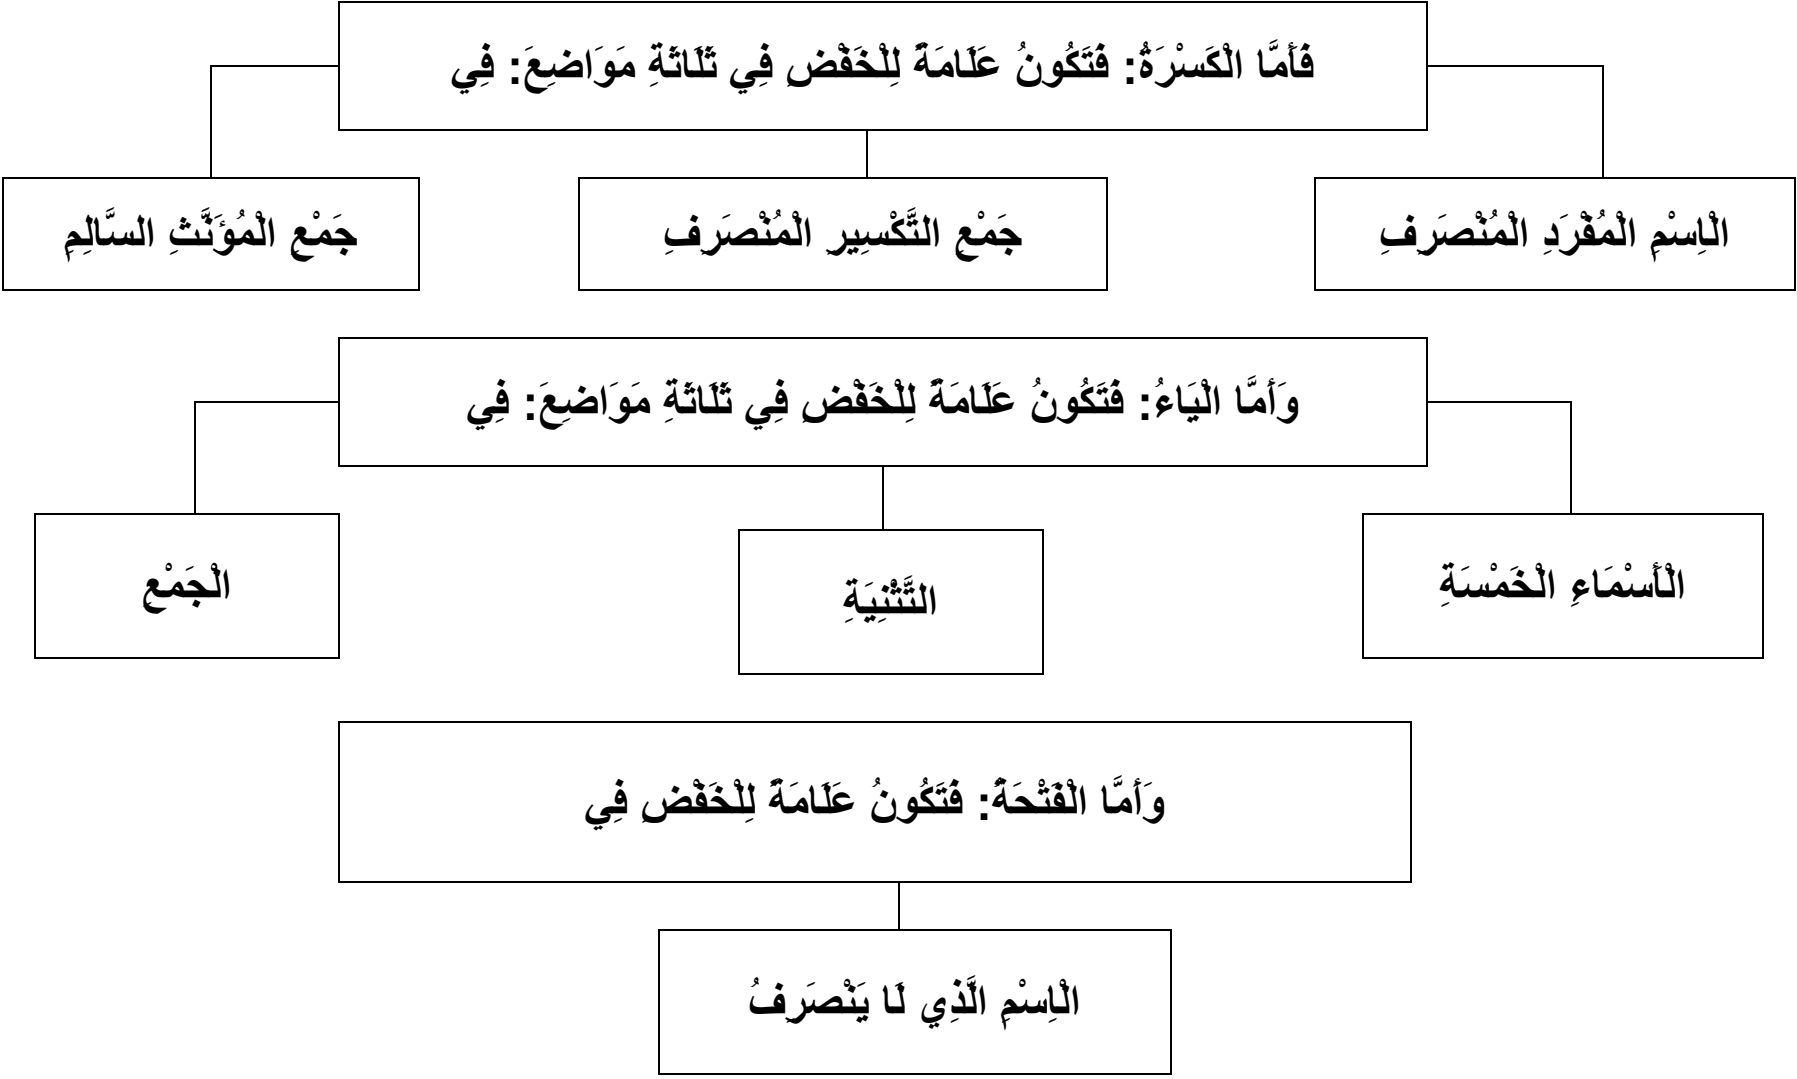 فَأَمَّا الْكَسْرَةُ: فَتَكُونُ عَلَامَةً لِلْخَفْضِ فِي ثَلَاثَةِ مَوَاضِعَ: فِي
الْاِسْمِ الْمُفْرَدِ الْمُنْصَرِفِ
جَمْعِ التَّكْسِيرِ الْمُنْصَرِفِ
جَمْعِ الْمُؤَنَّثِ السَّالِمِ
وَأَمَّا الْيَاءُ: فَتَكُونُ عَلَامَةً لِلْخَفْضِ فِي ثَلَاثَةِ مَوَاضِعَ: فِي
الْأَسْمَاءِ الْخَمْسَةِ
التَّثْنِيَةِ
الْجَمْعِ
وَأَمَّا الْفَتْحَةُ: فَتَكُونُ عَلَامَةً لِلْخَفْضِ فِي
الْاِسْمِ الَّذِي لَا يَنْصَرِفُ